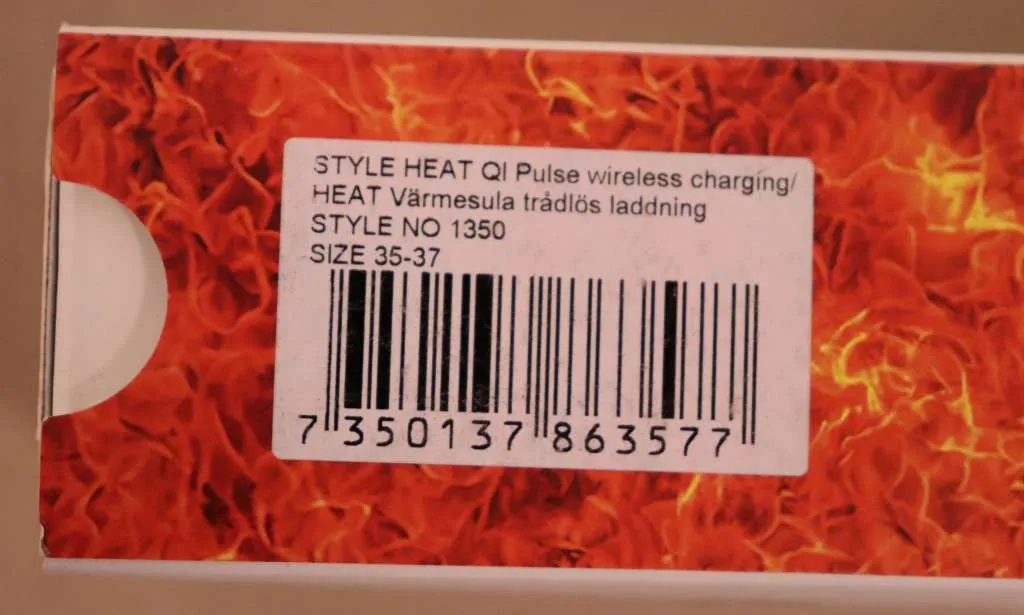 STYLE HEAT QI Pulse wireless charging/
HEAT Värmesula trådlös laddning
STYLE NO 1350
SIZE 35-37
7 350137 863577